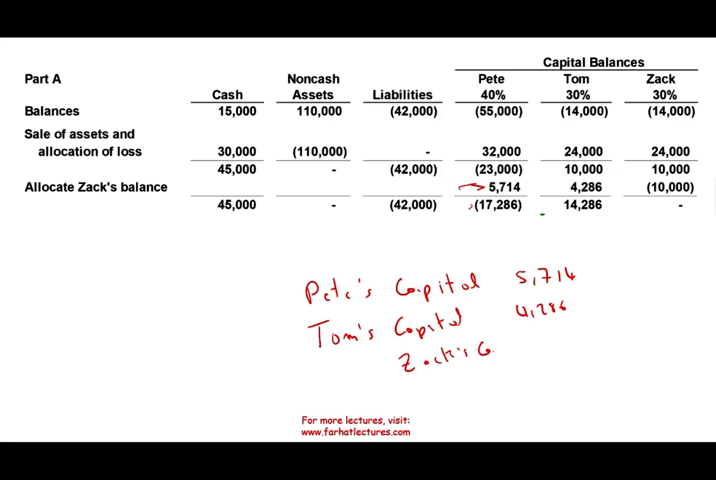 Capital Balances
Part A Noncash Pete Tom Zack
Cash Assets Liabilities 40% 30% 30%
Balances 15,000 110,000 (42,000) (55,000) (14,000) (14,000)
Sale of assets and
allocation of loss 30,000 (110,000) - 32,000 24,000 24,000
45,000 - (42,000) (23,000) 10,000 10,000
Allocate Zack's balance 5,714 4,286 (10,000)
45,000 - (42,000) (17,286) 14,286 -
Pete's Capital 5,714
Tom's Capital 4,286
Zack's C
For more lectures, visit:
www.farhatlectures.com